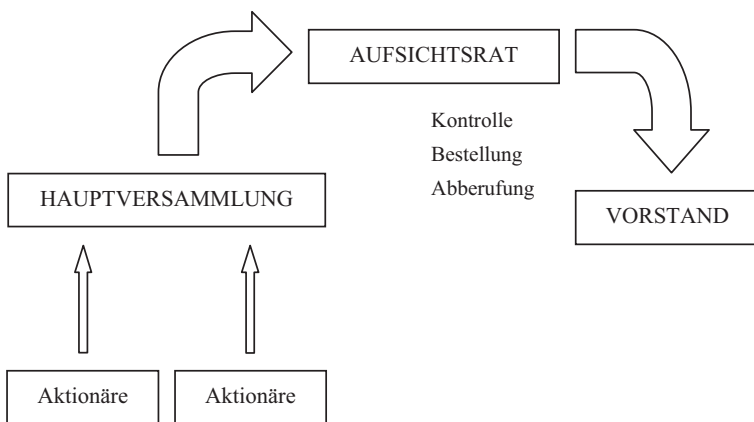 AUFSICHTSRAT
Kontrolle
Bestellung
Abberufung
HAUPTVERSAMMLUNG
VORSTAND
Aktionäre
Aktionäre